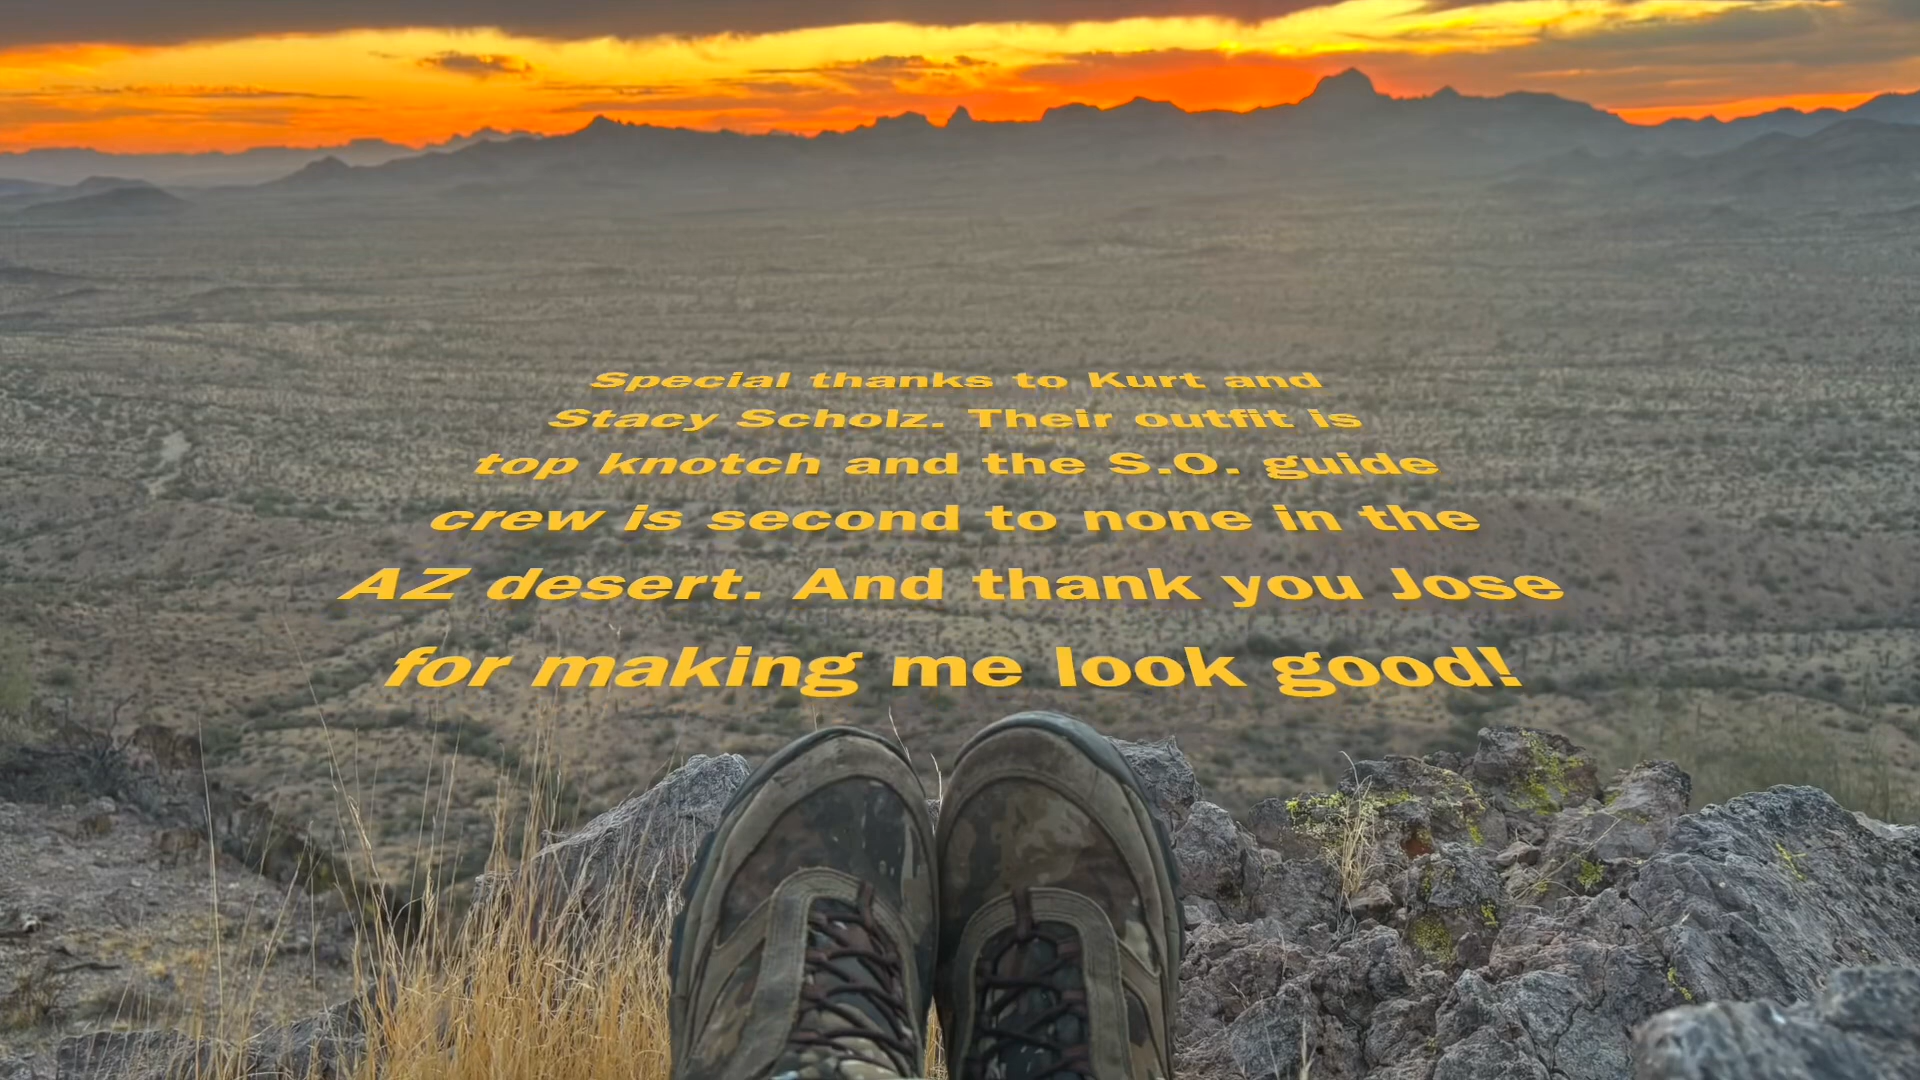 Special thanks to Kurt and
Stacy Scholz. Their outfit is
top knotch and the S.O. guide
crew is second to none in the
AZ desert. And thank you Jose
for making me look good!